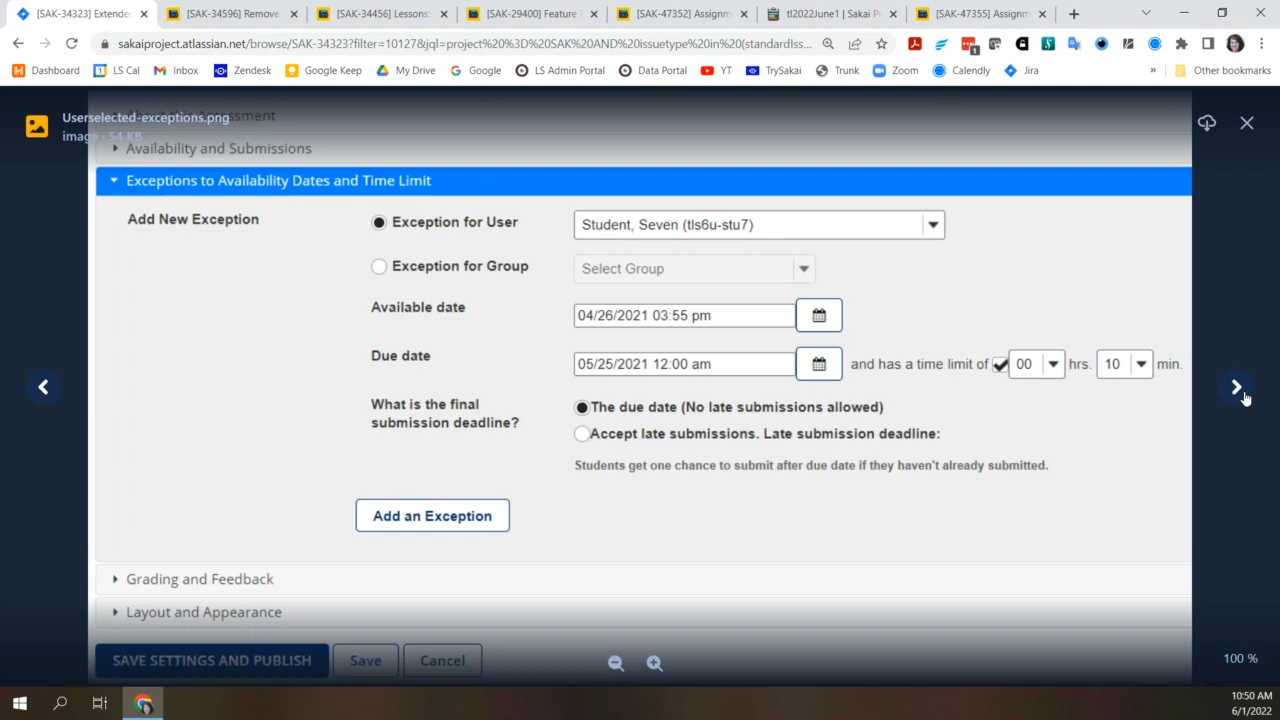 [SAK-34323] Extended
[SAK-34596] Remove
[SAK-34456] Lessons:
[SAK-29400] Feature F
[SAK-47352] Assignm
tl2022June1 | Sakai
[SAK-47355] Assignm
sakaiproject.atlassian.net/browse/SAK-34323?filter=10127&jql=project%20%3D%20SAK%20AND%20issuetype%20in%20(standardIss...
Dashboard LS Cal Inbox Zendesk Google Keep My Drive Google LS Admin Portal Data Portal YT TrySakai Trunk Zoom Calendly Jira » Other bookmarks
Userselected-exceptions.png
image · 54 KB
Availability and Submissions
Exceptions to Availability Dates and Time Limit
Add New Exception
Exception for User
Student, Seven (tls6u-stu7)
Exception for Group
Select Group
Available date
04/26/2021 03:55 pm
Due date
05/25/2021 12:00 am
and has a time limit of 00 hrs. 10 min.
What is the final
submission deadline?
The due date (No late submissions allowed)
Accept late submissions. Late submission deadline:
Students get one chance to submit after due date if they haven't already submitted.
Add an Exception
Grading and Feedback
Layout and Appearance
SAVE SETTINGS AND PUBLISH
Save
Cancel
100 %
10:50 AM
6/1/2022